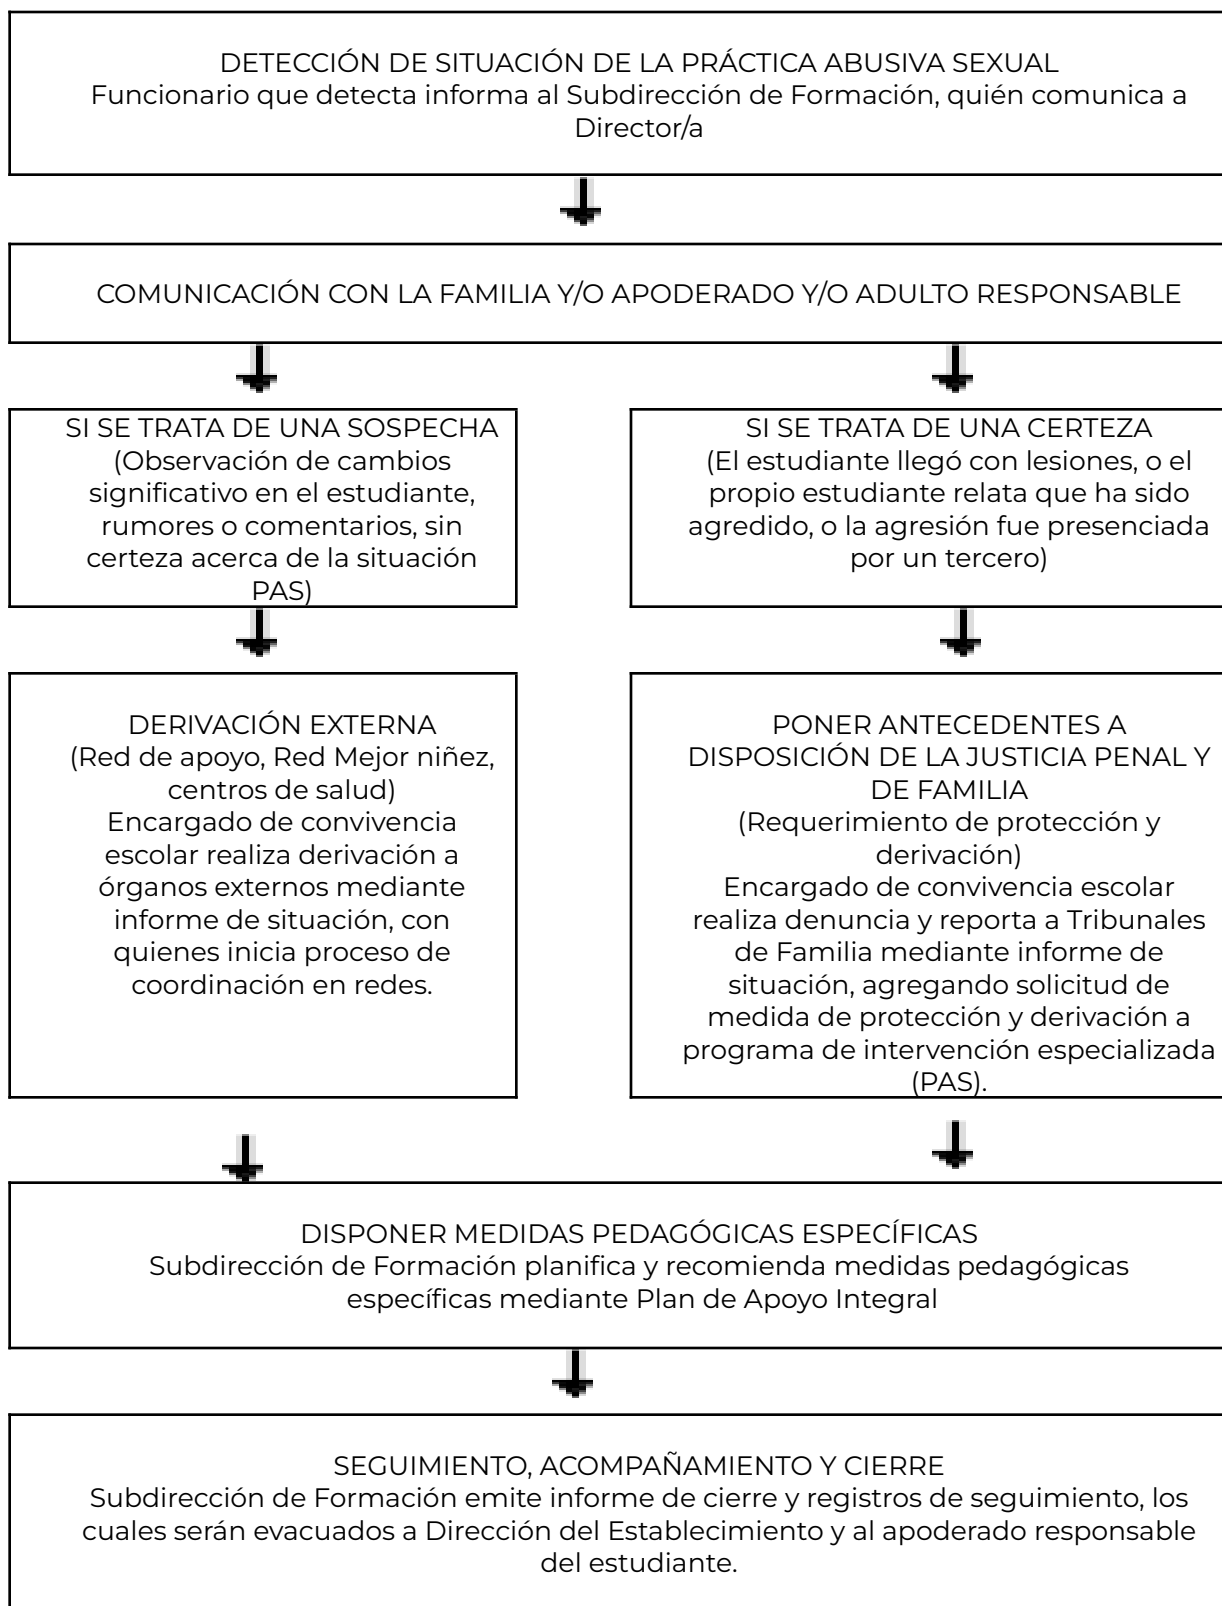 DETECCIÓN DE SITUACIÓN DE LA PRÁCTICA ABUSIVA SEXUAL
Funcionario que detecta informa al Subdirección de Formación, quién comunica a
Director/a
COMUNICACIÓN CON LA FAMILIA Y/O APODERADO Y/O ADULTO RESPONSABLE
SI SE TRATA DE UNA SOSPECHA
(Observación de cambios
significativo en el estudiante,
rumores o comentarios, sin
certeza acerca de la situación
PAS)
SI SE TRATA DE UNA CERTEZA
(El estudiante llegó con lesiones, o el
propio estudiante relata que ha sido
agredido, o la agresión fue presenciada
por un tercero)
DERIVACIÓN EXTERNA
(Red de apoyo, Red Mejor niñez,
centros de salud)
Encargado de convivencia
escolar realiza derivación a
órganos externos mediante
informe de situación, con
quienes inicia proceso de
coordinación en redes.
PONER ANTECEDENTES A
DISPOSICIÓN DE LA JUSTICIA PENAL Y
DE FAMILIA
(Requerimiento de protección y
derivación)
Encargado de convivencia escolar
realiza denuncia y reporta a Tribunales
de Familia mediante informe de
situación, agregando solicitud de
medida de protección y derivación a
programa de intervención especializada
(PAS).
DISPONER MEDIDAS PEDAGÓGICAS ESPECÍFICAS
Subdirección de Formación planifica y recomienda medidas pedagógicas
específicas mediante Plan de Apoyo Integral
SEGUIMIENTO, ACOMPAÑAMIENTO Y CIERRE
Subdirección de Formación emite informe de cierre y registros de seguimiento, los
cuales serán evacuados a Dirección del Establecimiento y al apoderado responsable
del estudiante.